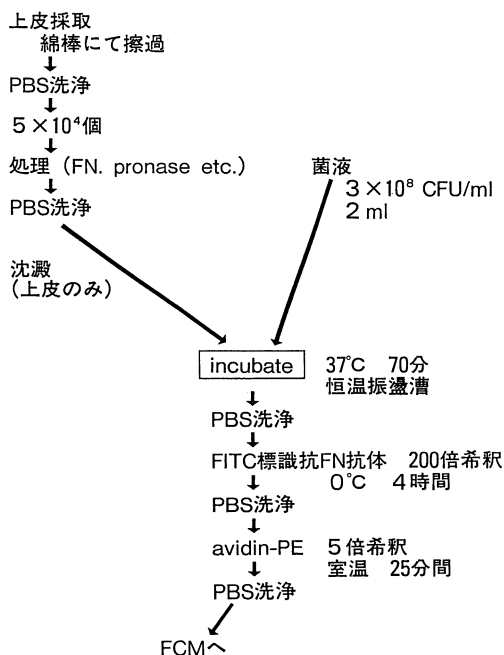 上皮採取
綿棒にて擦過
PBS洗浄
5×10⁴個
処理（FN. pronase etc.）
PBS洗浄
沈澱
(上皮のみ)
菌液
3×10⁸ CFU/ml
2 ml
incubate 37℃ 70分
恒温振盪漕
PBS洗浄
FITC標識抗FN抗体 200倍希釈
0℃ 4時間
PBS洗浄
avidin-PE 5倍希釈
室温 25分間
PBS洗浄
FCMへ